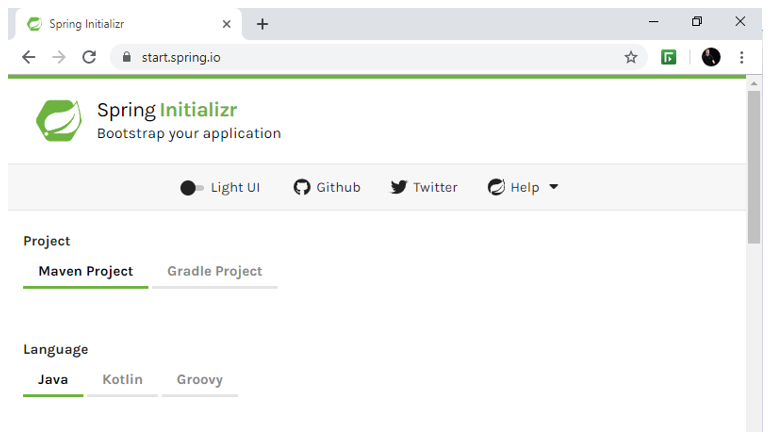 Spring Initializr
start.spring.io
Spring Initializr
Bootstrap your application
Light UI Github Twitter Help
Project
Maven Project Gradle Project
Language
Java Kotlin Groovy